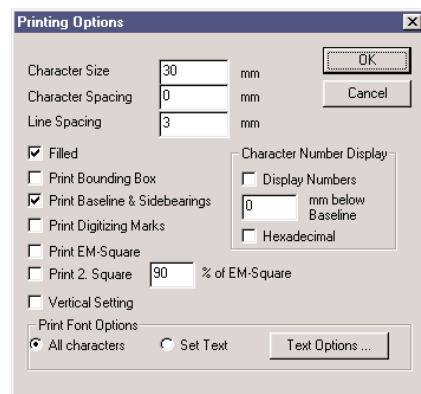 Printing Options
OK
Character Size 30 mm
Cancel
Character Spacing 0 mm
Line Spacing 3 mm
Filled
Character Number Display
Print Bounding Box
Display Numbers
Print Baseline & Sidebearings
0 mm below
Baseline
Print Digitizing Marks
Hexadecimal
Print EM-Square
Print 2. Square 90 % of EM-Square
Vertical Setting
Print Font Options
All characters Set Text Text Options ...